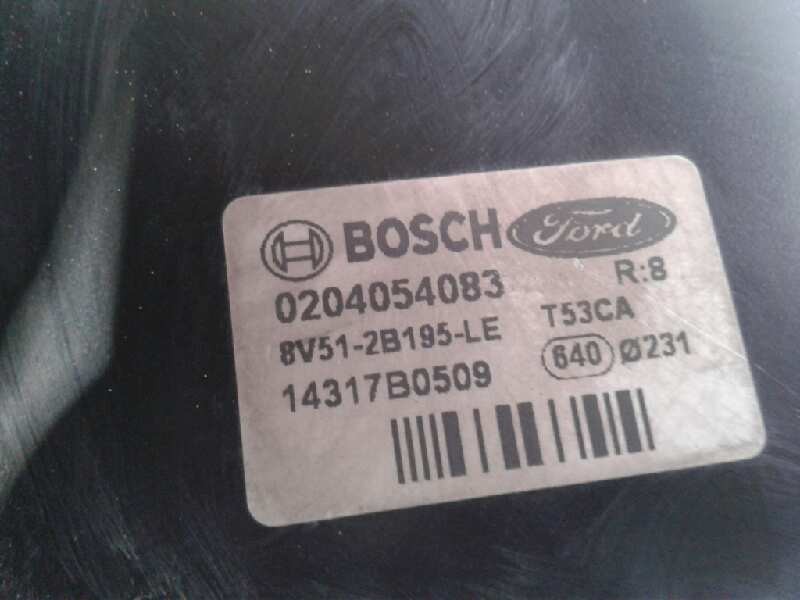 BOSCH Ford
0204054083 R:8
8V51-2B195-LE T53CA
14317B0509 640 Ø231